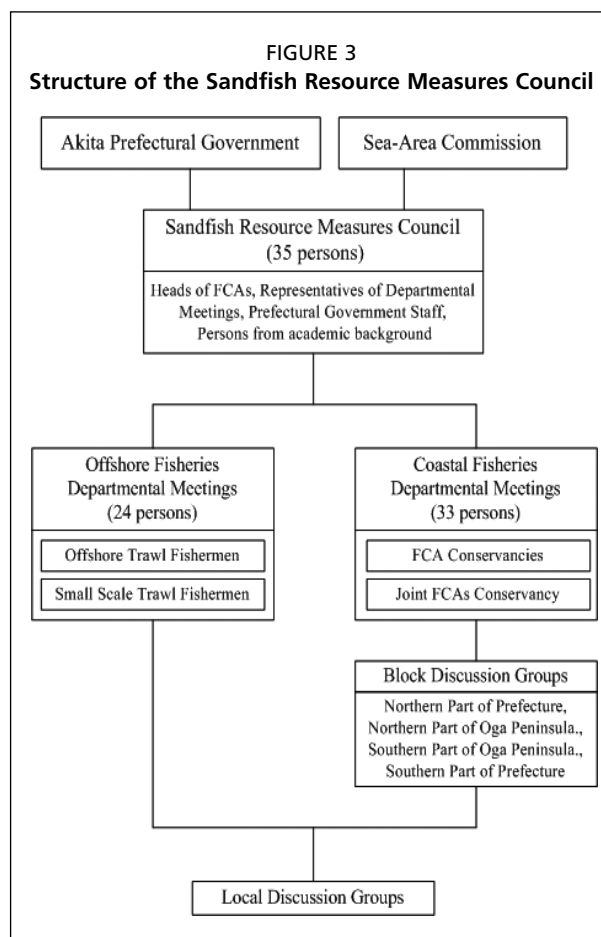 FIGURE 3
Structure of the Sandfish Resource Measures Council
Akita Prefectural Government
Sea-Area Commission
Sandfish Resource Measures Council
(35 persons)
Heads of FCAs, Representatives of Departmental
Meetings, Prefectural Government Staff,
Persons from academic background
Offshore Fisheries
Departmental Meetings
(24 persons)
Offshore Trawl Fishermen
Small Scale Trawl Fishermen
Coastal Fisheries
Departmental Meetings
(33 persons)
FCA Conservancies
Joint FCAs Conservancy
Block Discussion Groups
Northern Part of Prefecture,
Northern Part of Oga Peninsula.,
Southern Part of Oga Peninsula.,
Southern Part of Prefecture
Local Discussion Groups